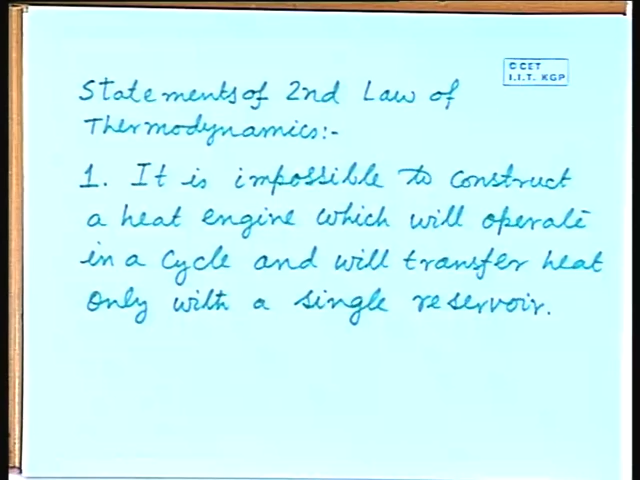 © CET
I.I.T. KGP
Statements of 2nd Law of
Thermodynamics:-
1. It is impossible to construct
a heat engine which will operate
in a cycle and will transfer heat
only with a single reservoir.